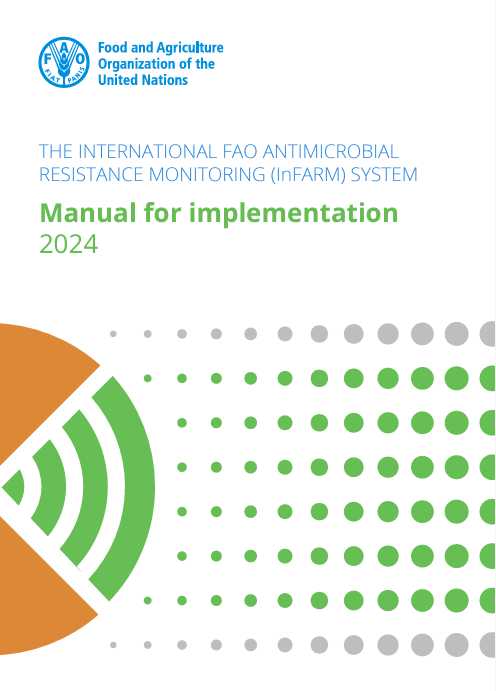 F A O
FIAT PANIS
Food and Agriculture
Organization of the
United Nations
THE INTERNATIONAL FAO ANTIMICROBIAL
RESISTANCE MONITORING (InFARM) SYSTEM
Manual for implementation
2024